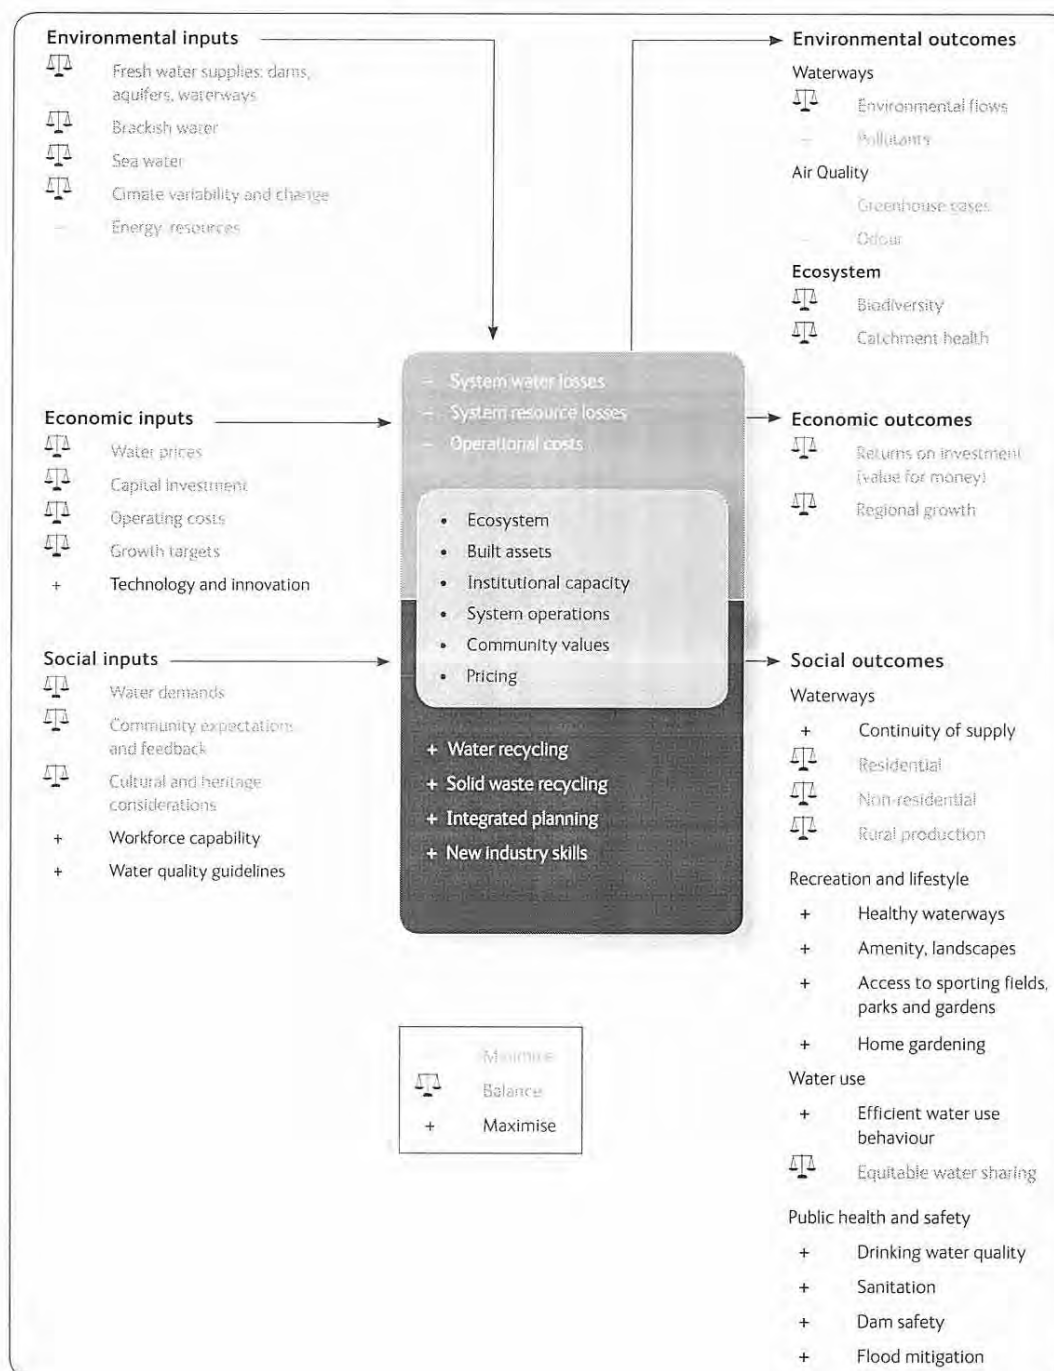 Environmental inputs
Fresh water supplies: dams,
aquifers, waterways
Brackish water
Sea water
Cimate variability and change
– Energy resources
Economic inputs
Water prices
Capital investment
Operating costs
Growth targets
+ Technology and innovation
Social inputs
Water demands
Community expectations
and feedback
Cultural and heritage
considerations
+ Workforce capability
+ Water quality guidelines
– System water losses
– System resource losses
– Operational costs
• Ecosystem
• Built assets
• Institutional capacity
• System operations
• Community values
• Pricing
+ Water recycling
+ Solid waste recycling
+ Integrated planning
+ New industry skills
Minimise
Balance
+ Maximise
Environmental outcomes
Waterways
Environmental flows
– Pollutants
Air Quality
Greenhouse gases
– Odour
Ecosystem
Biodiversity
Catchment health
Economic outcomes
Returns on investment
(value for money)
Regional growth
Social outcomes
Waterways
+ Continuity of supply
Residential
Non-residential
Rural production
Recreation and lifestyle
+ Healthy waterways
+ Amenity, landscapes
+ Access to sporting fields,
parks and gardens
+ Home gardening
Water use
+ Efficient water use
behaviour
Equitable water sharing
Public health and safety
+ Drinking water quality
+ Sanitation
+ Dam safety
+ Flood mitigation